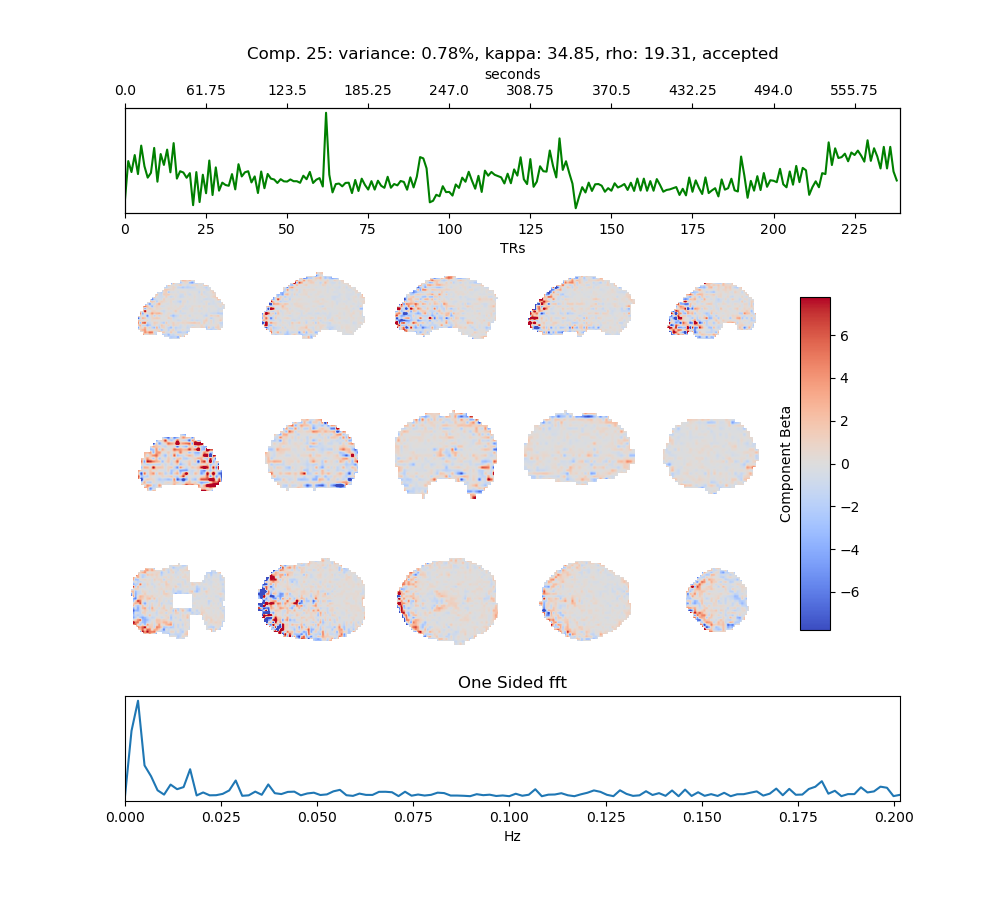 Comp. 25: variance: 0.78%, kappa: 34.85, rho: 19.31, accepted
seconds
0.0 61.75 123.5 185.25 247.0 308.75 370.5 432.25 494.0 555.75
0 25 50 75 100 125 150 175 200 225
TRs
6
4
2
0
−2
−4
−6
Component Beta
One Sided fft
0.000 0.025 0.050 0.075 0.100 0.125 0.150 0.175 0.200
Hz